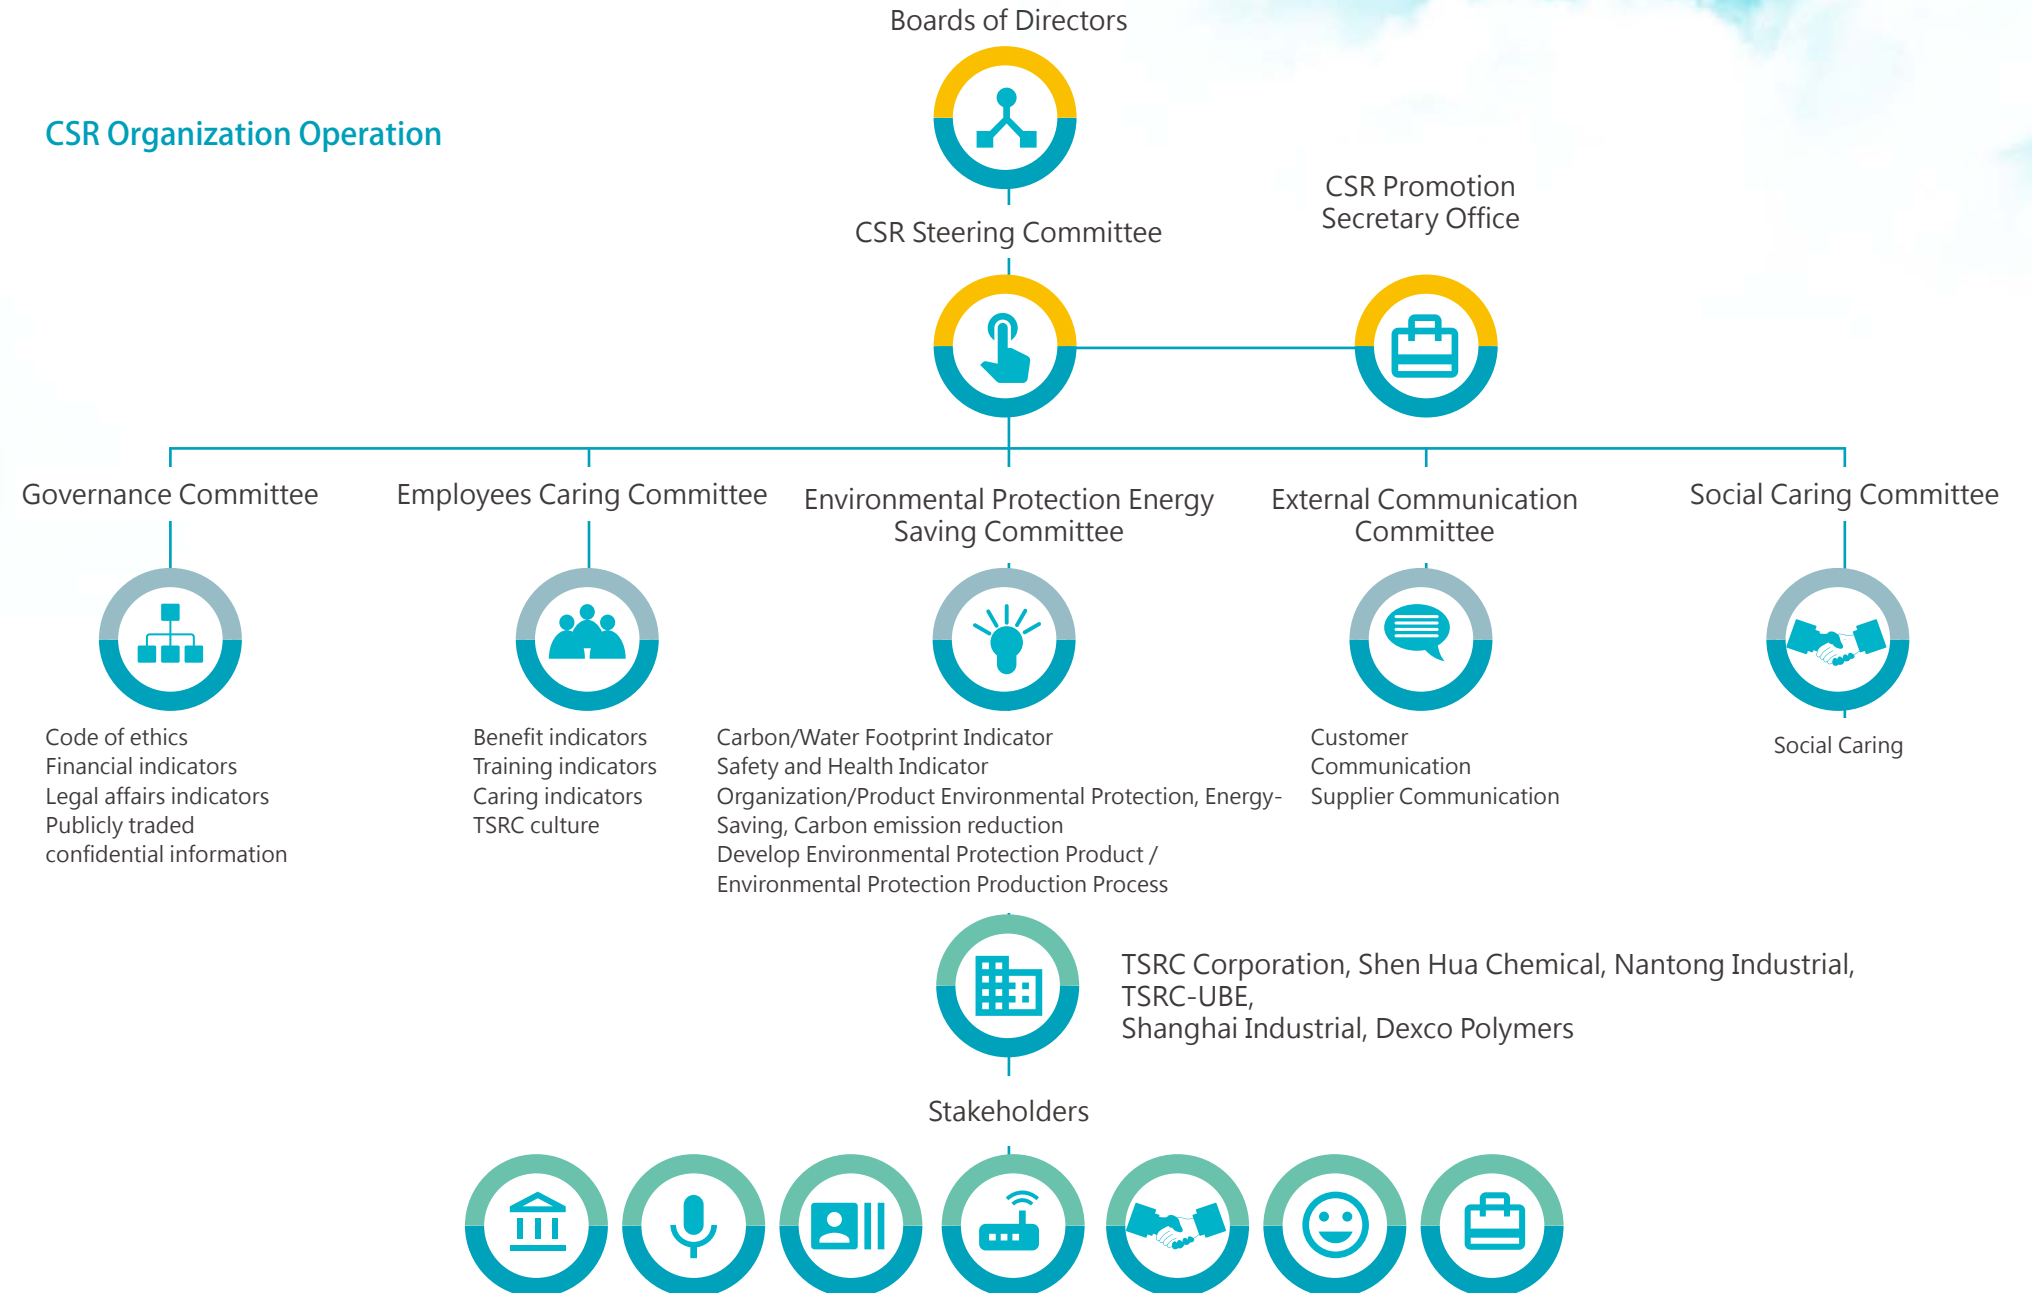 Boards of Directors
CSR Organization Operation
CSR Promotion
Secretary Office
CSR Steering Committee
Governance Committee
Employees Caring Committee
Environmental Protection Energy
Saving Committee
External Communication
Committee
Social Caring Committee
Code of ethics
Financial indicators
Legal affairs indicators
Publicly traded
confidential information
Benefit indicators
Training indicators
Caring indicators
TSRC culture
Carbon/Water Footprint Indicator
Safety and Health Indicator
Organization/Product Environmental Protection, Energy-
Saving, Carbon emission reduction
Develop Environmental Protection Product /
Environmental Protection Production Process
Customer
Communication
Supplier Communication
Social Caring
TSRC Corporation, Shen Hua Chemical, Nantong Industrial,
TSRC-UBE,
Shanghai Industrial, Dexco Polymers
Stakeholders